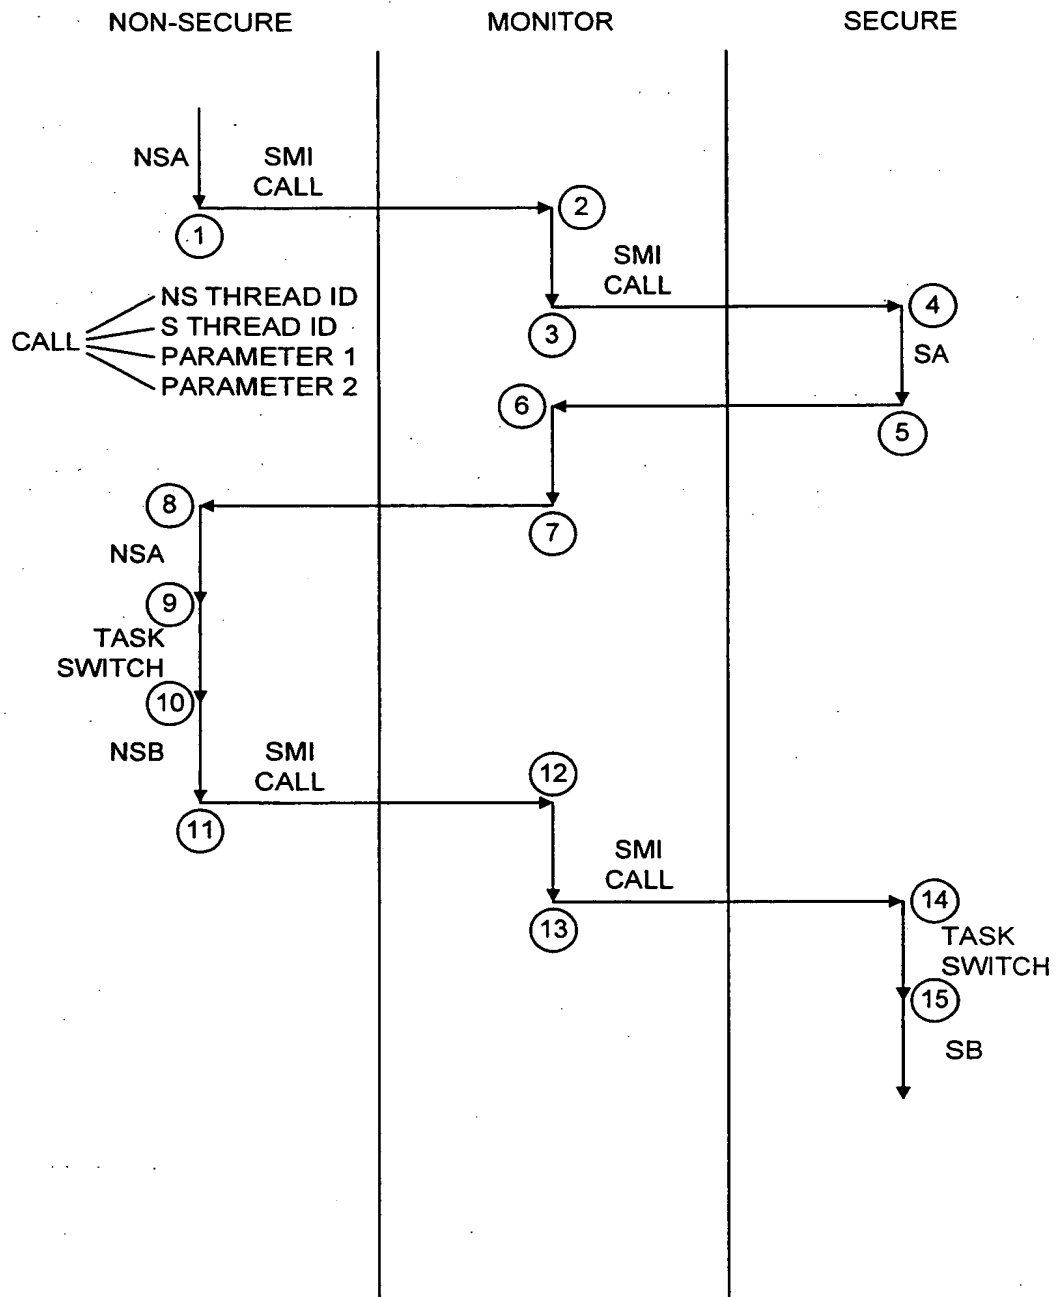 NON-SECURE
MONITOR
SECURE
NSA
SMI
CALL
1
2
SMI
CALL
3
4
CALL
NS THREAD ID
S THREAD ID
PARAMETER 1
PARAMETER 2
SA
6
5
8
7
NSA
9
TASK
SWITCH
10
NSB
SMI
CALL
12
11
SMI
CALL
13
14
TASK
SWITCH
15
SB